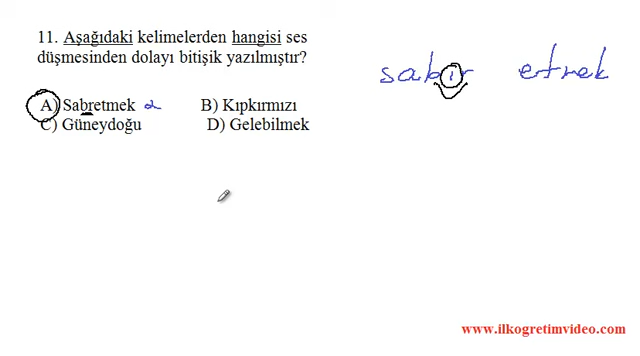 11. Aşağıdaki kelimelerden hangisi ses
düşmesinden dolayı bitişik yazılmıştır?
sabır etmek
A) Sabretmek B) Kıpkırmızı
C) Güneydoğu D) Gelebilmek
www.ilkogretimvideo.com